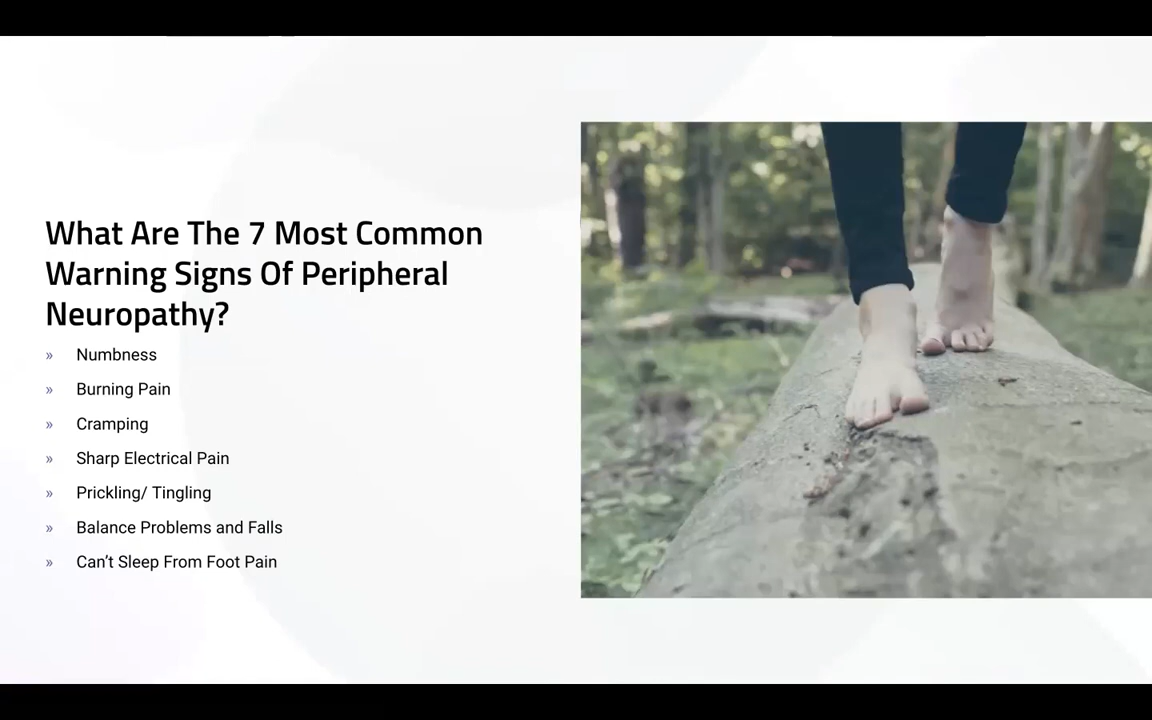 What Are The 7 Most Common
Warning Signs Of Peripheral
Neuropathy?
» Numbness
» Burning Pain
» Cramping
» Sharp Electrical Pain
» Prickling/ Tingling
» Balance Problems and Falls
» Can’t Sleep From Foot Pain